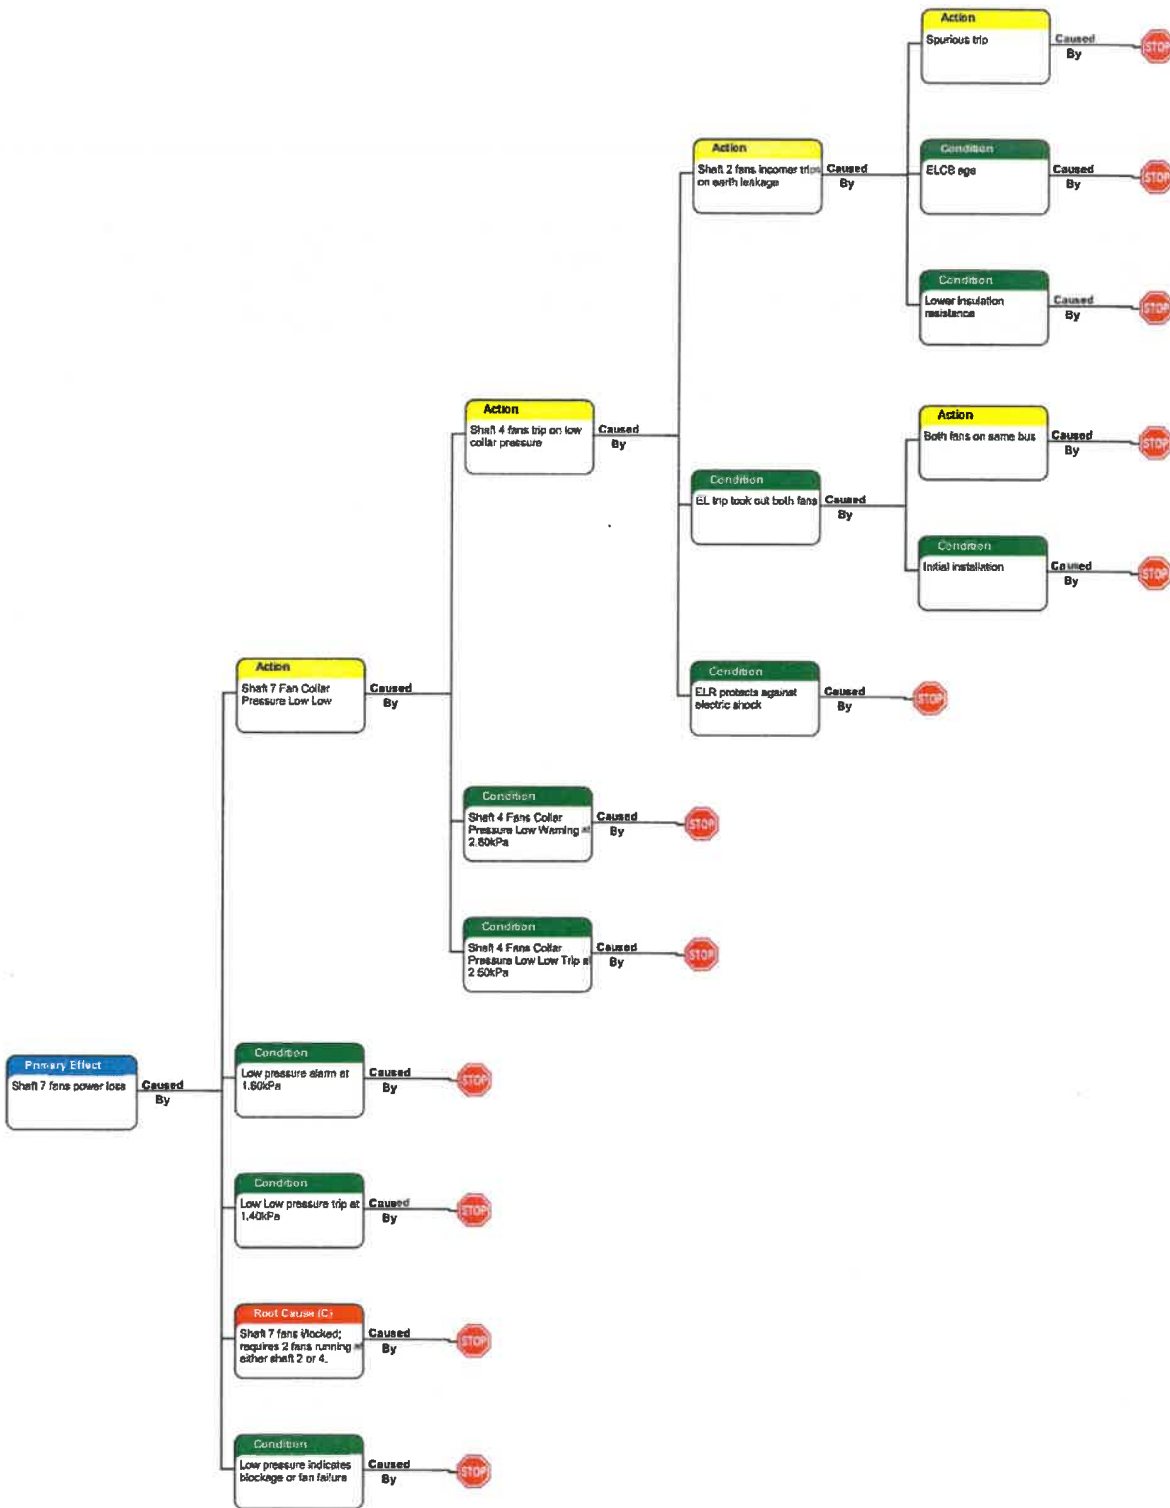 Action
Spurious trip
Caused
By
STOP
Action
Shaft 2 fans incomer trips
on earth leakage
Caused
By
Condition
ELCB age
Caused
By
STOP
Condition
Lower insulation
resistance
Caused
By
STOP
Action
Shaft 4 fans trip on low
collar pressure
Caused
By
Action
Both fans on same bus
Caused
By
STOP
Condition
EL trip took out both fans
Caused
By
Condition
Initial installation
Caused
By
STOP
Action
Shaft 7 Fan Collar
Pressure Low Low
Caused
By
Condition
ELR protects against
electric shock
Caused
By
STOP
Condition
Shaft 4 Fans Collar
Pressure Low Warning at
2.80kPa
Caused
By
STOP
Condition
Shaft 4 Fans Collar
Pressure Low Low Trip at
2.50kPa
Caused
By
STOP
Primary Effect
Shaft 7 fans power loss
Caused
By
Condition
Low pressure alarm at
1.60kPa
Caused
By
STOP
Condition
Low Low pressure trip at
1.40kPa
Caused
By
STOP
Root Cause (C)
Shaft 7 fans i/locked;
requires 2 fans running at
either shaft 2 or 4.
Caused
By
STOP
Condition
Low pressure indicates
blockage or fan failure
Caused
By
STOP